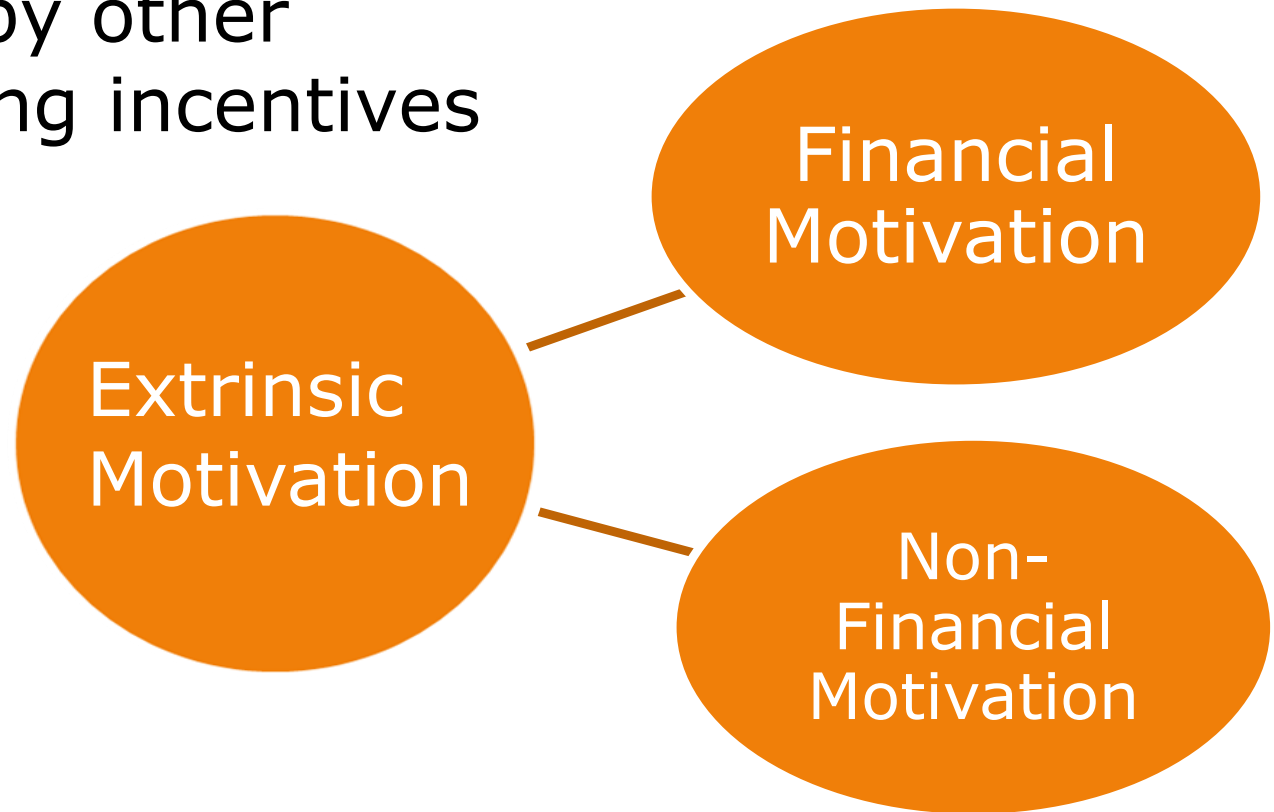 by other
ng incentives
Financial
Motivation
Extrinsic
Motivation
Non-
Financial
Motivation